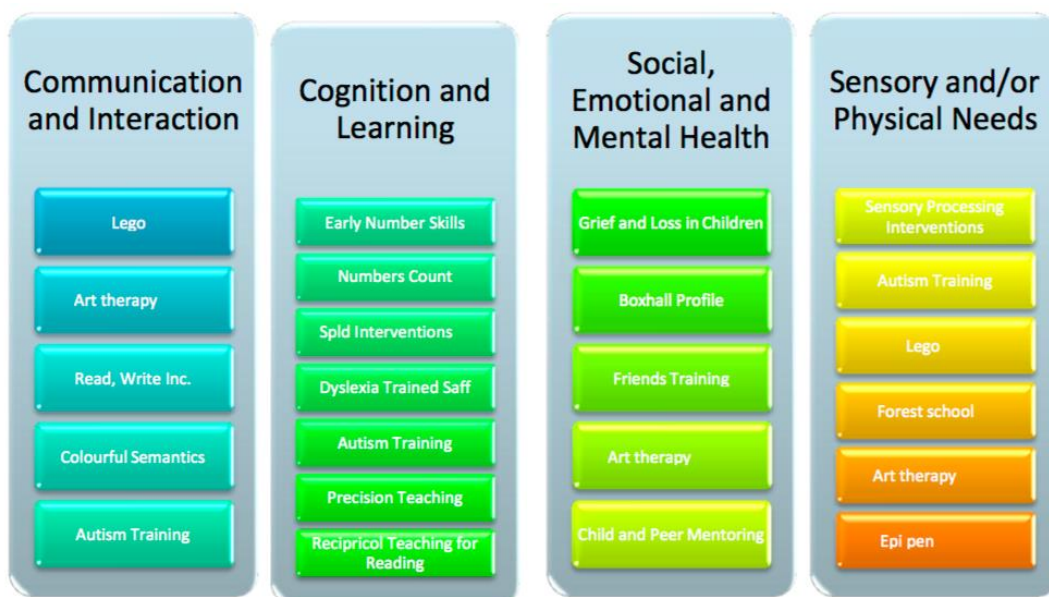 Communication
and Interaction
Lego
Art therapy
Read, Write Inc.
Colourful Semantics
Autism Training
Cognition and
Learning
Early Number Skills
Numbers Count
Spld Interventions
Dyslexia Trained Saff
Autism Training
Precision Teaching
Recipricol Teaching for
Reading
Social,
Emotional and
Mental Health
Grief and Loss in Children
Boxhall Profile
Friends Training
Art therapy
Child and Peer Mentoring
Sensory and/or
Physical Needs
Sensory Processing
Interventions
Autism Training
Lego
Forest school
Art therapy
Epi pen